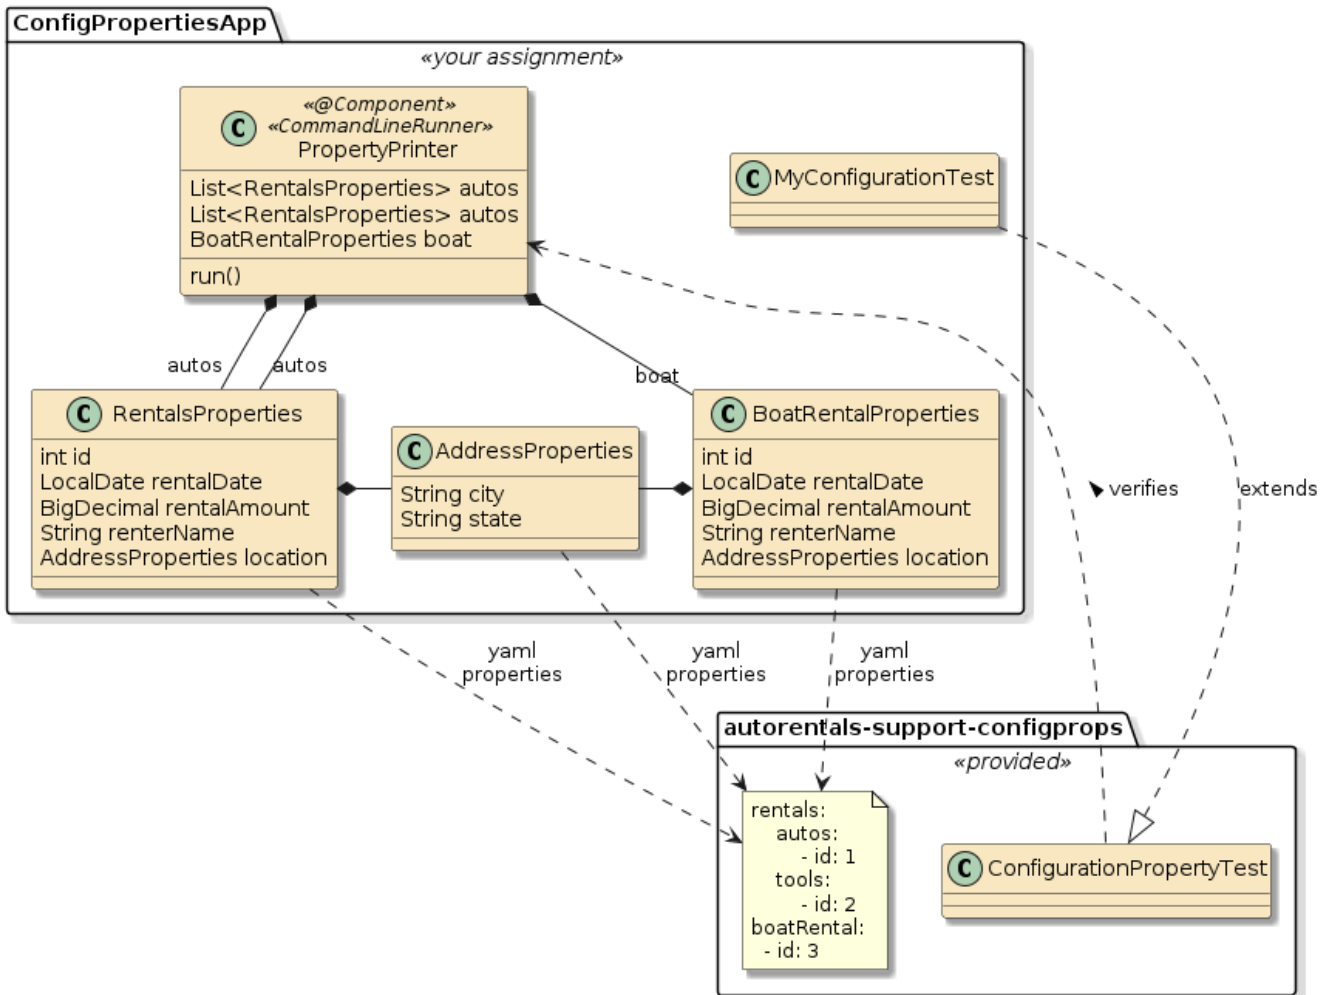 ConfigPropertiesApp
«your assignment»
«@Component»
«CommandLineRunner»
C
PropertyPrinter
List<RentalsProperties> autos
List<RentalsProperties> autos
BoatRentalProperties boat
run()
C MyConfigurationTest
autos
autos
boat
C RentalsProperties
int id
LocalDate rentalDate
BigDecimal rentalAmount
String renterName
AddressProperties location
C AddressProperties
String city
String state
C BoatRentalProperties
int id
LocalDate rentalDate
BigDecimal rentalAmount
String renterName
AddressProperties location
verifies
extends
yaml
properties
yaml
properties
yaml
properties
autorentals-support-configprops
«provided»
rentals:
autos:
- id: 1
tools:
- id: 2
boatRental:
- id: 3
C ConfigurationPropertyTest